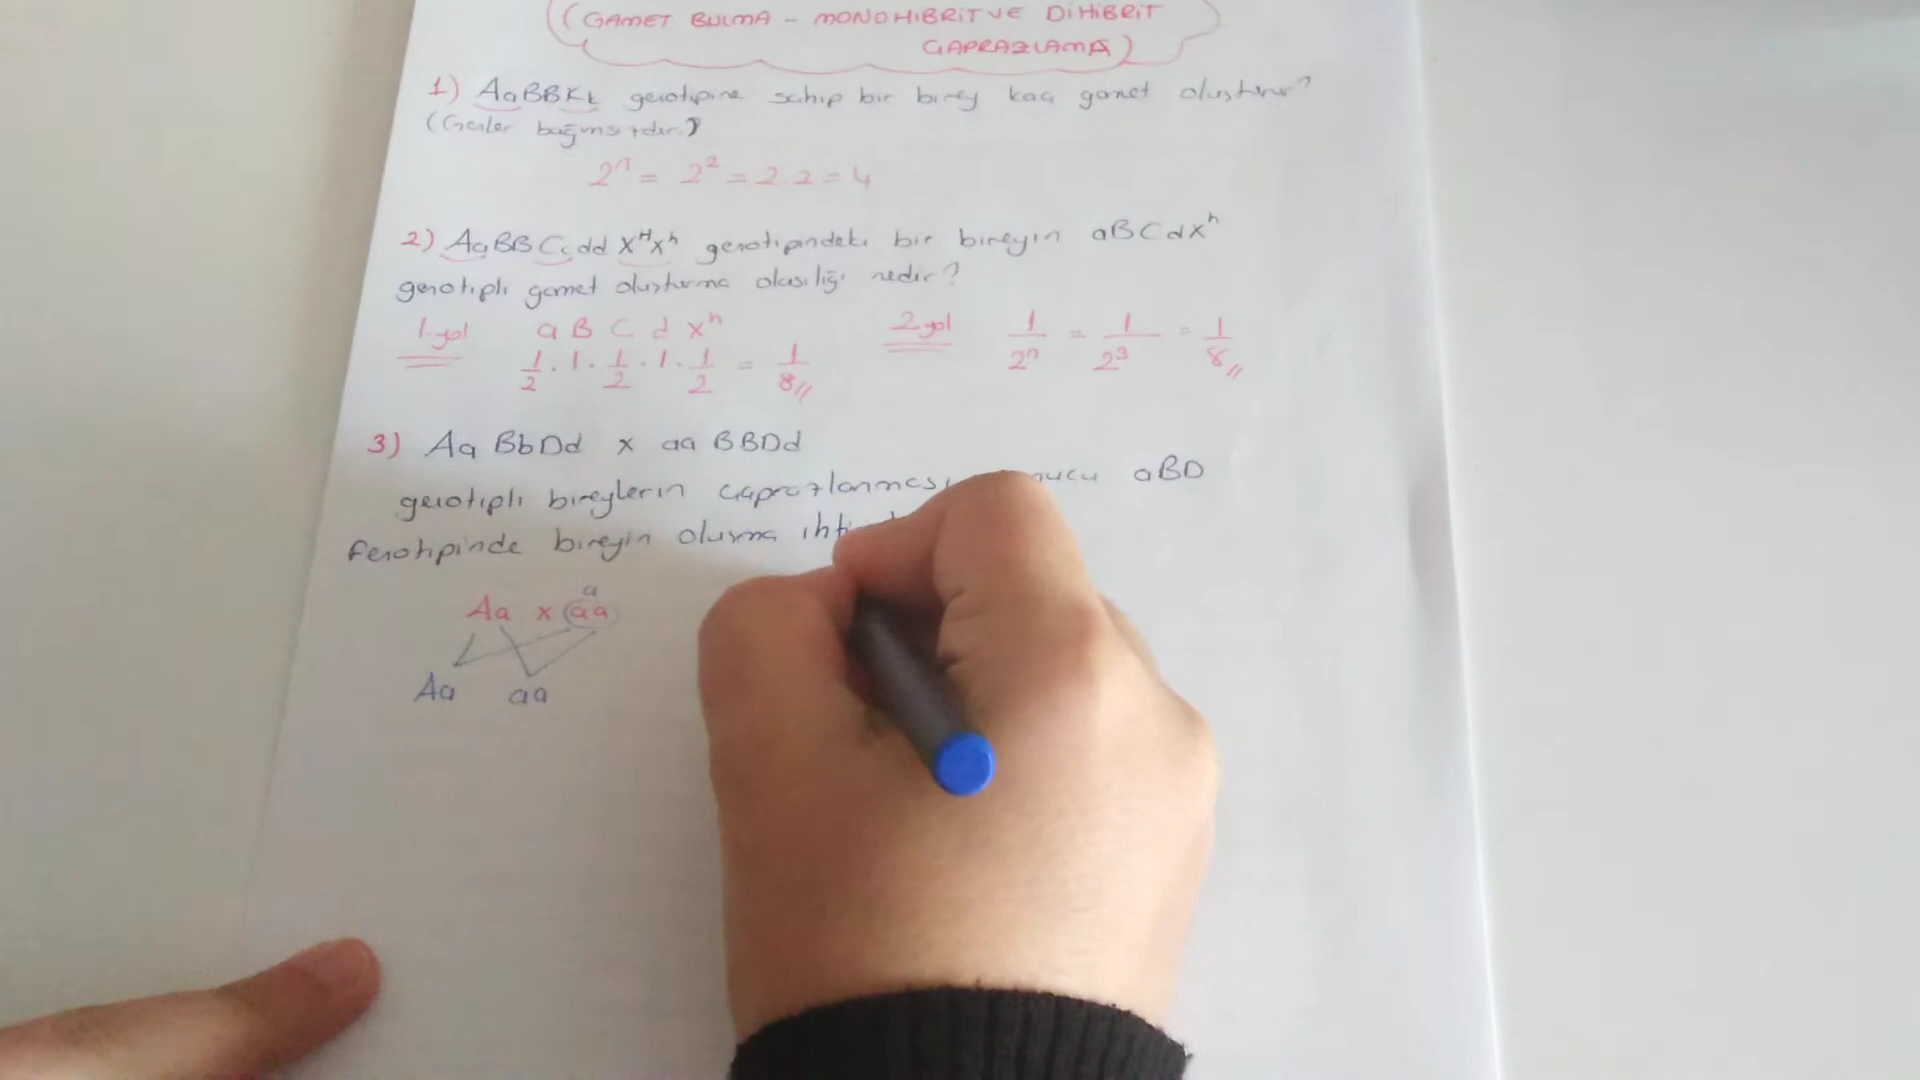 (GAMET BULMA - MONOHİBRİT VE DİHİBRİT
ÇAPRAZLAMA)
1) AaBBKk genotipine sahip bir birey kaç gamet oluşturur?
(Genler bağımsızdır.)
2ⁿ = 2² = 2.2 = 4
2) AaBBCcdd XᴴXʰ genotipindeki bir bireyin aBCdXʰ
genotipli gamet oluşturma olasılığı nedir?
1.yol a B C d Xʰ
1/2 . 1 . 1/2 . 1 . 1/2 = 1/8
2.yol 1/2ⁿ = 1/2³ = 1/8
3) Aa BbDd x aa BBDd
genotipli bireylerin çaprazlanması aBD
fenotipinde bireyin oluşma
a
Aa x aa
Aa aa